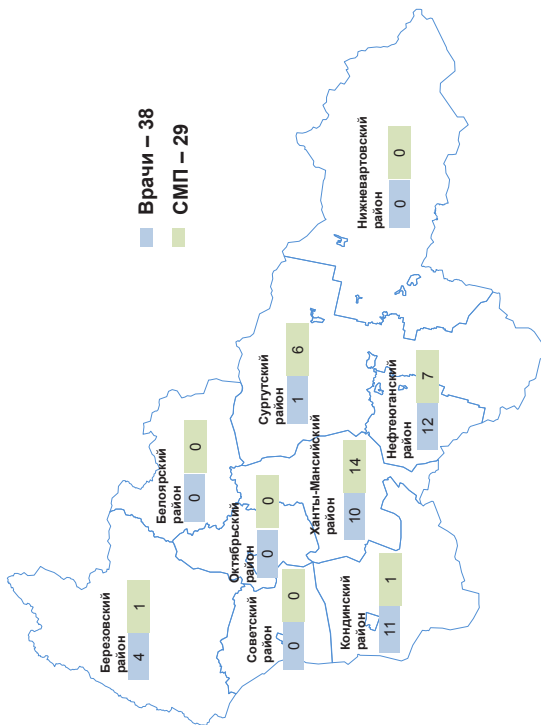 Врачи – 38
СМП – 29
Березовский
район
4 1
Белоярский
район
0 0
Октябрьский
район
0 0
Советский
район
0 0
Сургутский
район
1 6
Нижневартовский
район
0 0
Ханты-Мансийский
район
10 14
Кондинский
район
11 1
Нефтеюганский
район
12 7